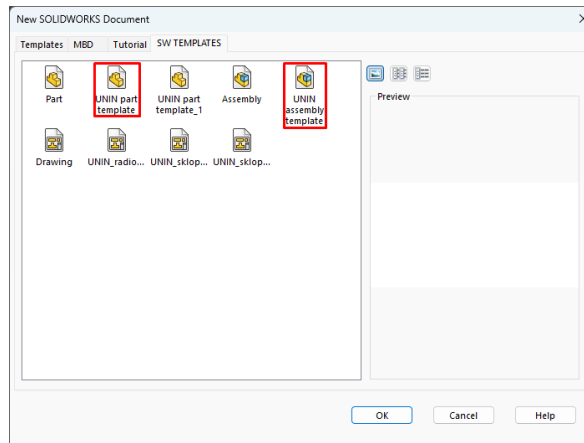 New SOLIDWORKS Document
Templates MBD Tutorial SW TEMPLATES
Part
UNIN part
template
UNIN part
template_1
Assembly
UNIN
assembly
template
Preview
Drawing
UNIN_radio...
UNIN_sklop...
UNIN_sklop...
OK Cancel Help